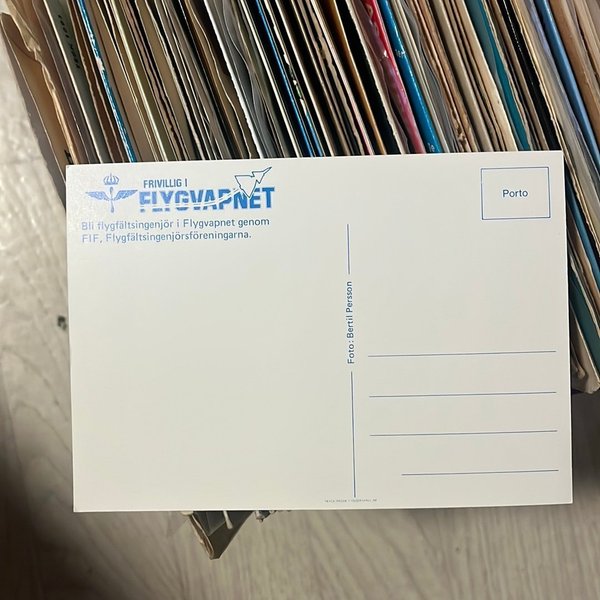 FRIVILLIG I
FLYGVAPNET
Bli flygfältsingenjör i Flygvapnet genom
FIF, Flygfältsingenjörsföreningarna.
Porto
Foto: Bertil Persson